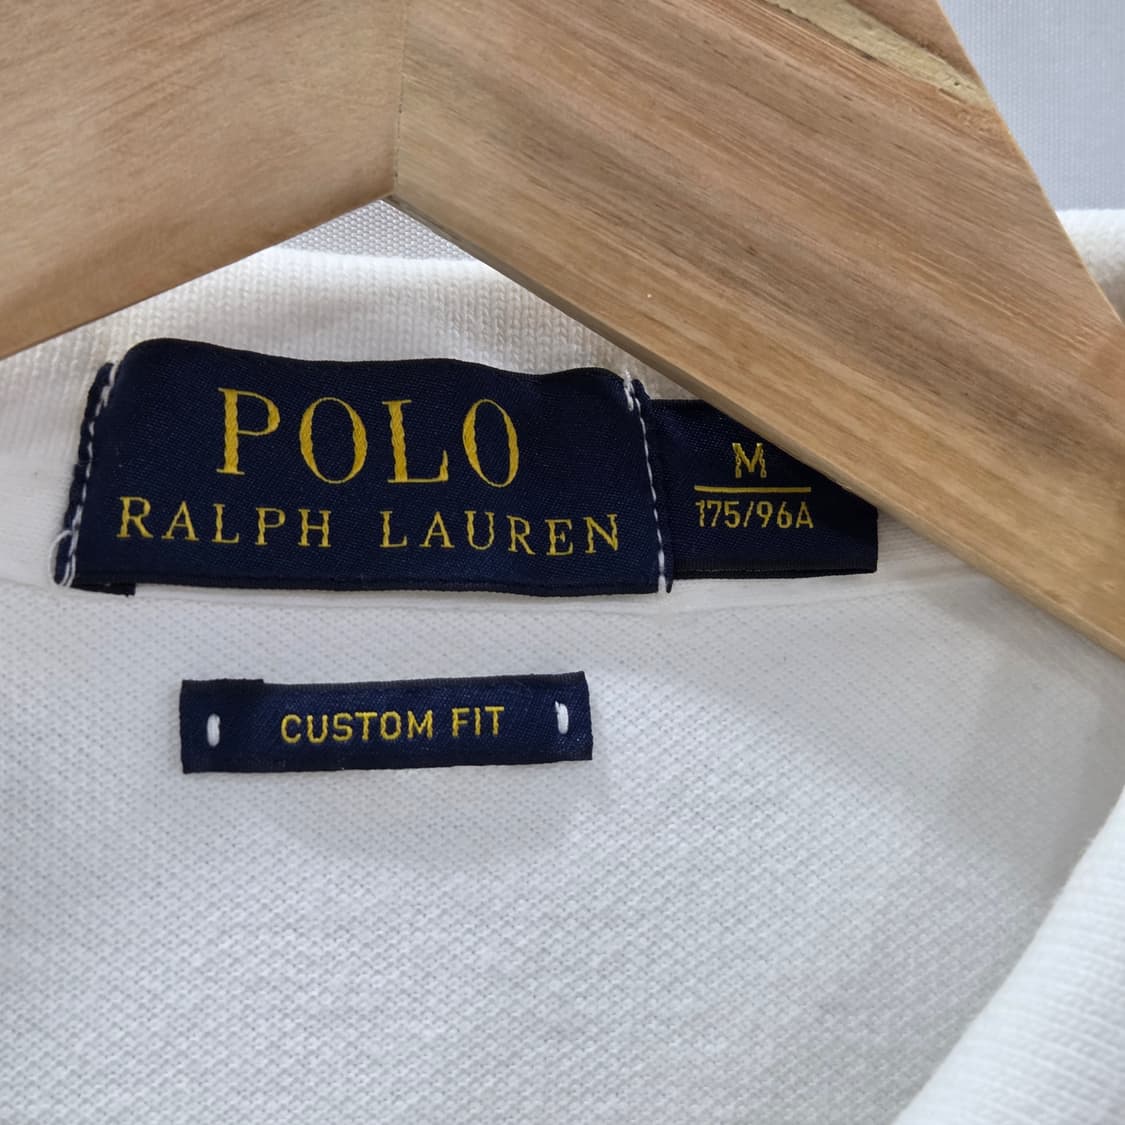 POLO
RALPH LAUREN
M
175/96A
CUSTOM FIT